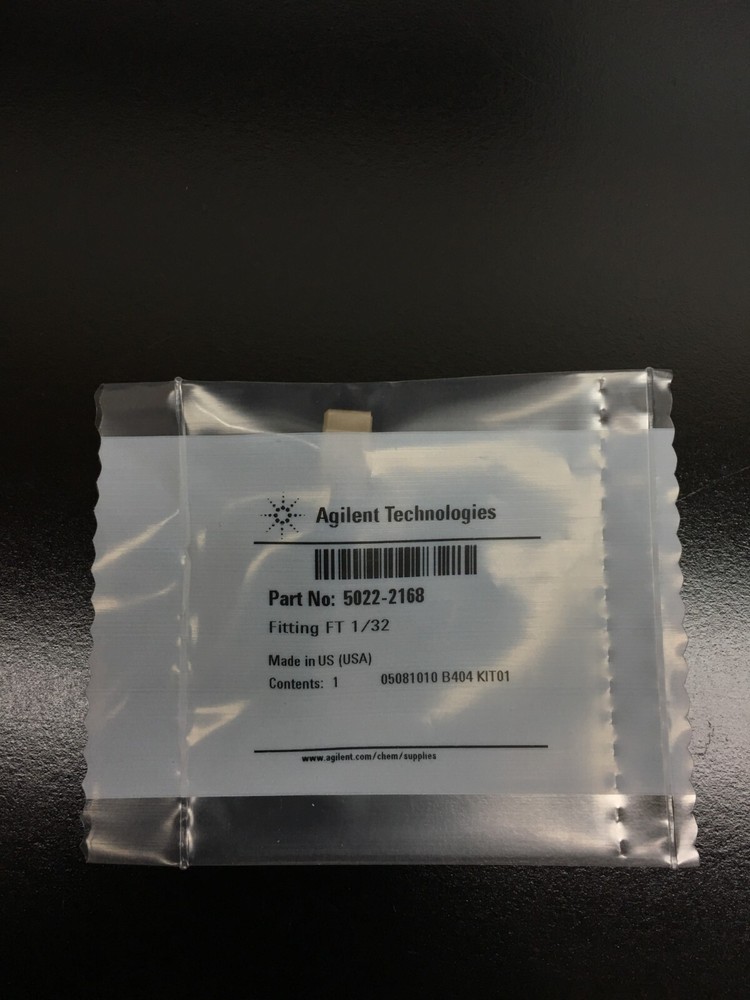 Agilent Technologies
Part No: 5022-2168
Fitting FT 1/32
Made in US (USA)
Contents: 1 05081010 B404 KIT01
www.agilent.com/chem/supplies